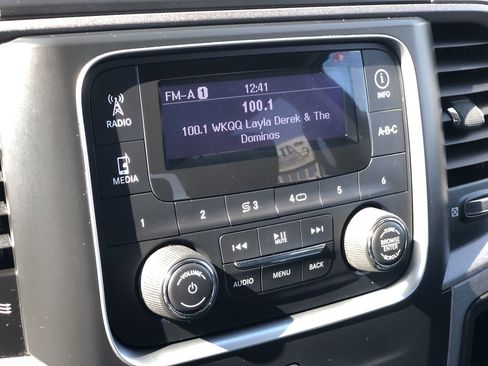 FM-A 1 12:41
100.1
100.1 WKQQ Layla Derek & The
Dominos
RADIO
MEDIA
INFO
A-B-C
1 2 3 4 5 6
MUTE
VOLUME
AUDIO MENU BACK
BROWSE
ENTER